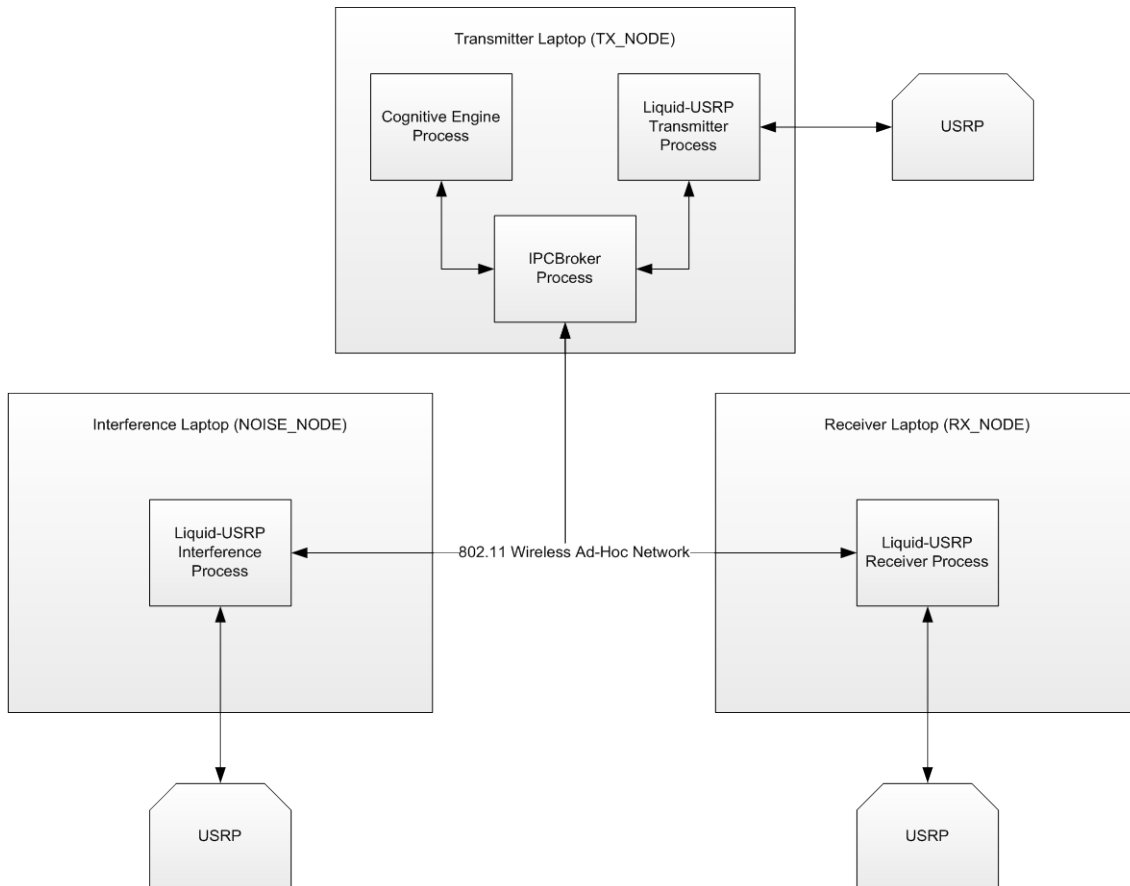 Transmitter Laptop (TX_NODE)
Cognitive Engine
Process
Liquid-USRP
Transmitter
Process
USRP
IPCBroker
Process
Interference Laptop (NOISE_NODE)
Receiver Laptop (RX_NODE)
Liquid-USRP
Interference
Process
802.11 Wireless Ad-Hoc Network
Liquid-USRP
Receiver Process
USRP
USRP